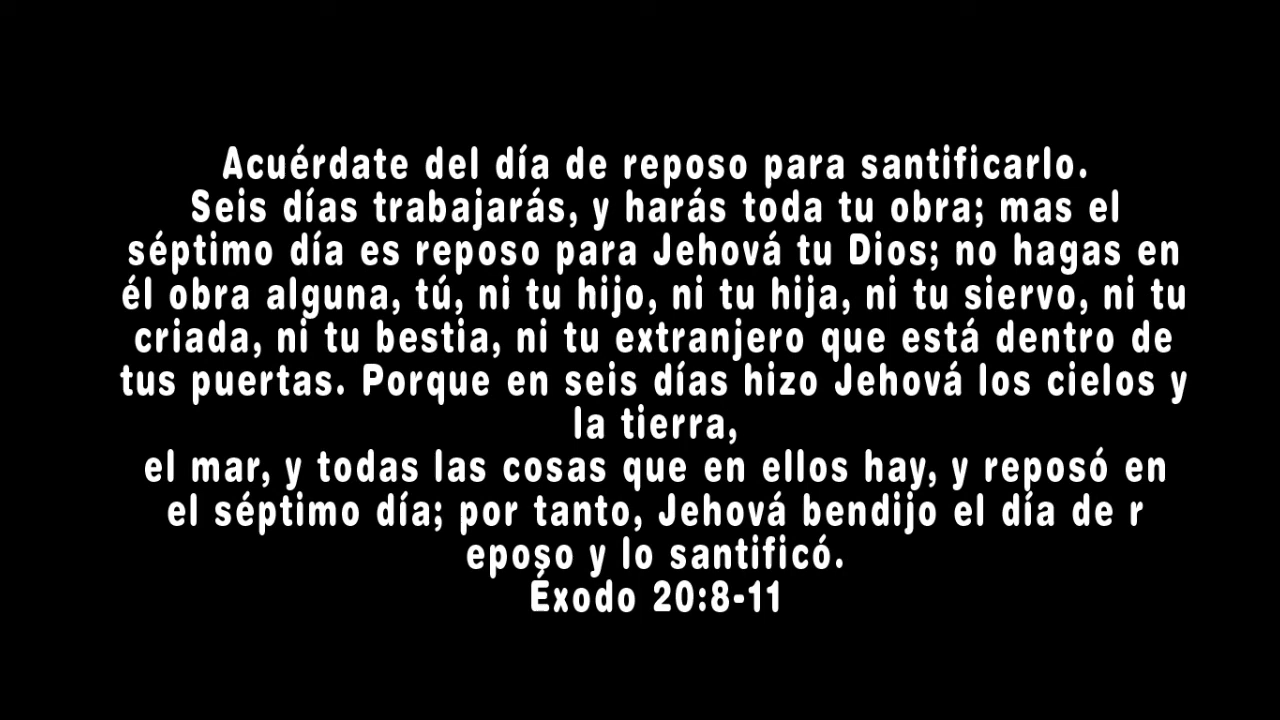 Acuérdate del día de reposo para santificarlo.
Seis días trabajarás, y harás toda tu obra; mas el
séptimo día es reposo para Jehová tu Dios; no hagas en
él obra alguna, tú, ni tu hijo, ni tu hija, ni tu siervo, ni tu
criada, ni tu bestia, ni tu extranjero que está dentro de
tus puertas. Porque en seis días hizo Jehová los cielos y
la tierra,
el mar, y todas las cosas que en ellos hay, y reposó en
el séptimo día; por tanto, Jehová bendijo el día de r
eposo y lo santificó.
Éxodo 20:8-11